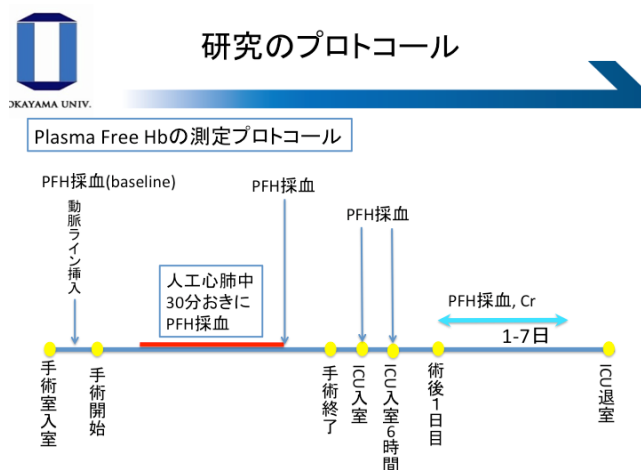 研究のプロトコール
OKAYAMA UNIV.
Plasma Free Hbの測定プロトコール
PFH採血(baseline)
動脈ライン挿入
人工心肺中
30分おきに
PFH採血
PFH採血
PFH採血
PFH採血, Cr
1-7日
手術室入室
手術開始
手術終了
ICU入室
ICU入室6時間
術後1日目
ICU退室